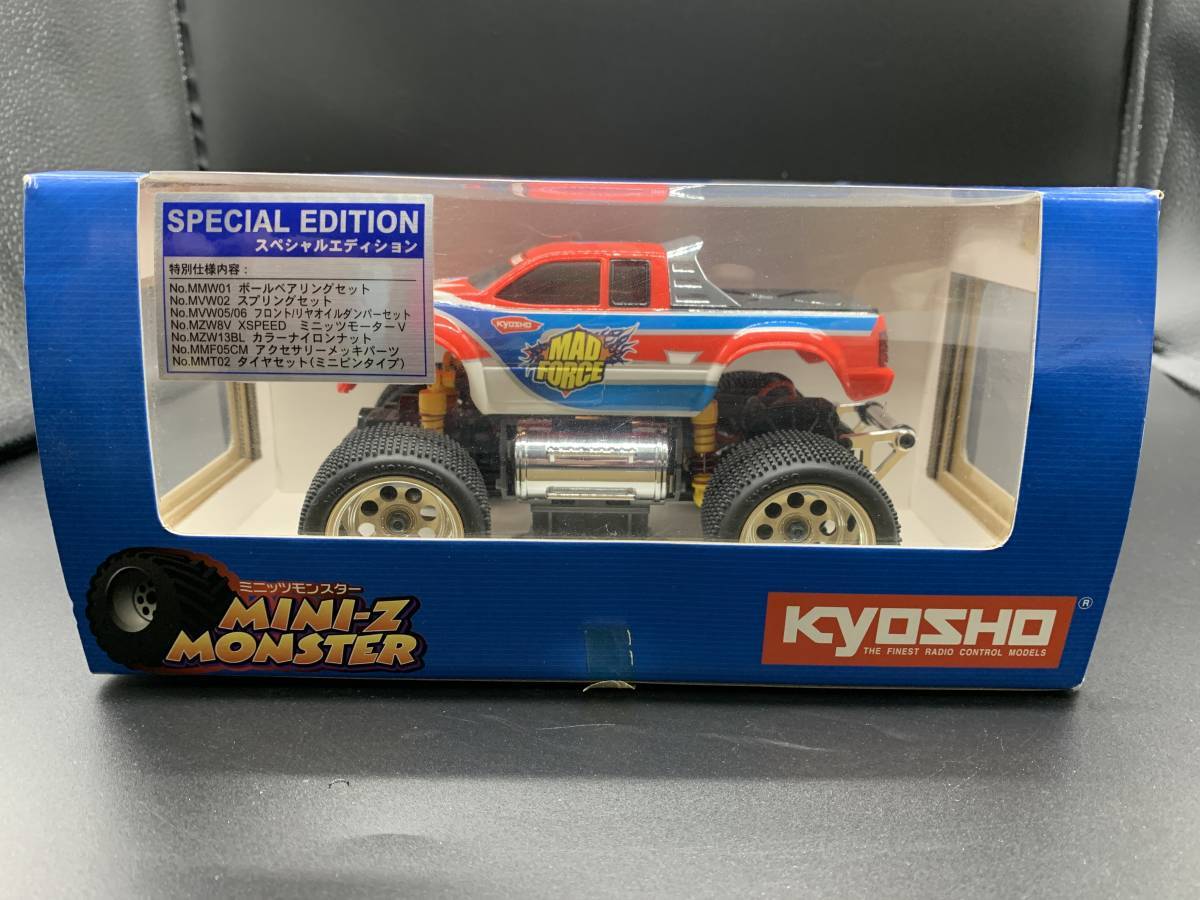 SPECIAL EDITION
スペシャルエディション
特別仕様内容：
No.MMW01 ボールベアリングセット
No.MVW02 スプリングセット
No.MVW05/06 フロント/リヤオイルダンパーセット
No.MZW8V XSPEED ミニッツモーターV
No.MZW13BL カラーナイロンナット
No.MMF05CM アクセサリーメッキパーツ
No.MMT02 タイヤセット(ミニピンタイプ)
KYOSHO
MAD
FORCE
ミニッツモンスター
MINI-Z
MONSTER
KYOSHO ®
THE FINEST RADIO CONTROL MODELS